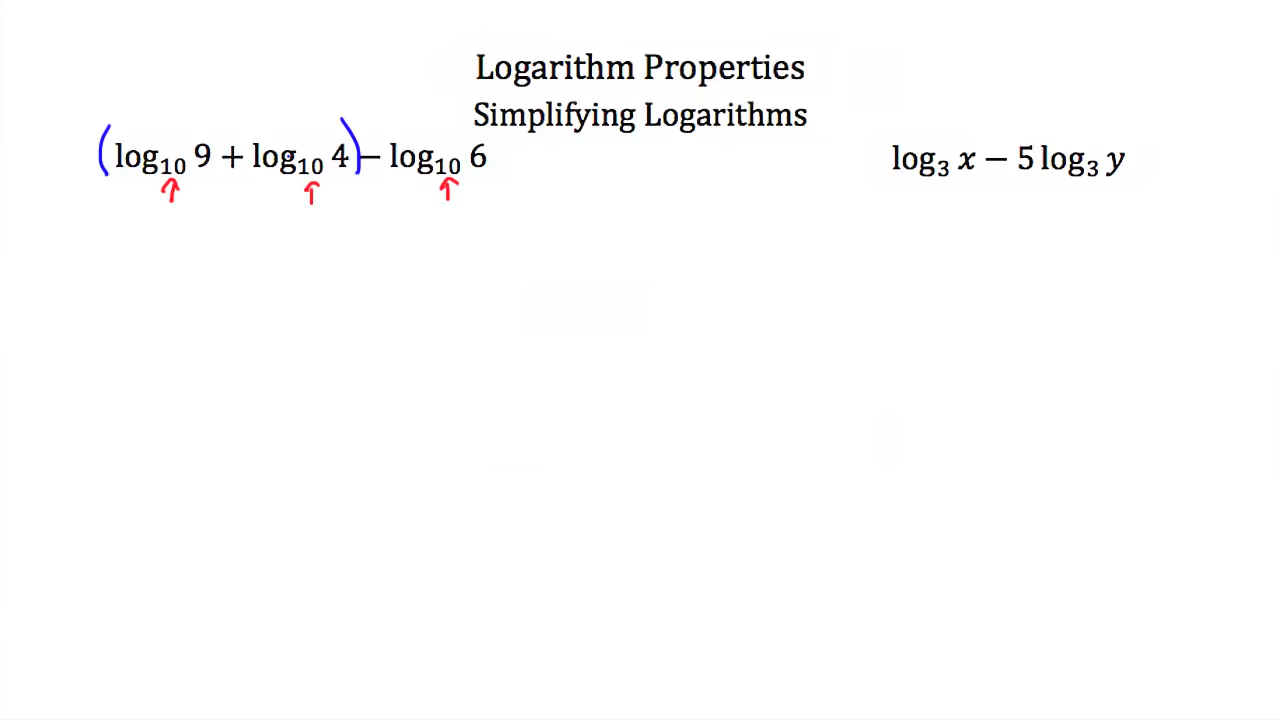 Logarithm Properties
Simplifying Logarithms
(log₁₀ 9 + log₁₀ 4) − log₁₀ 6
log₃ x − 5 log₃ y